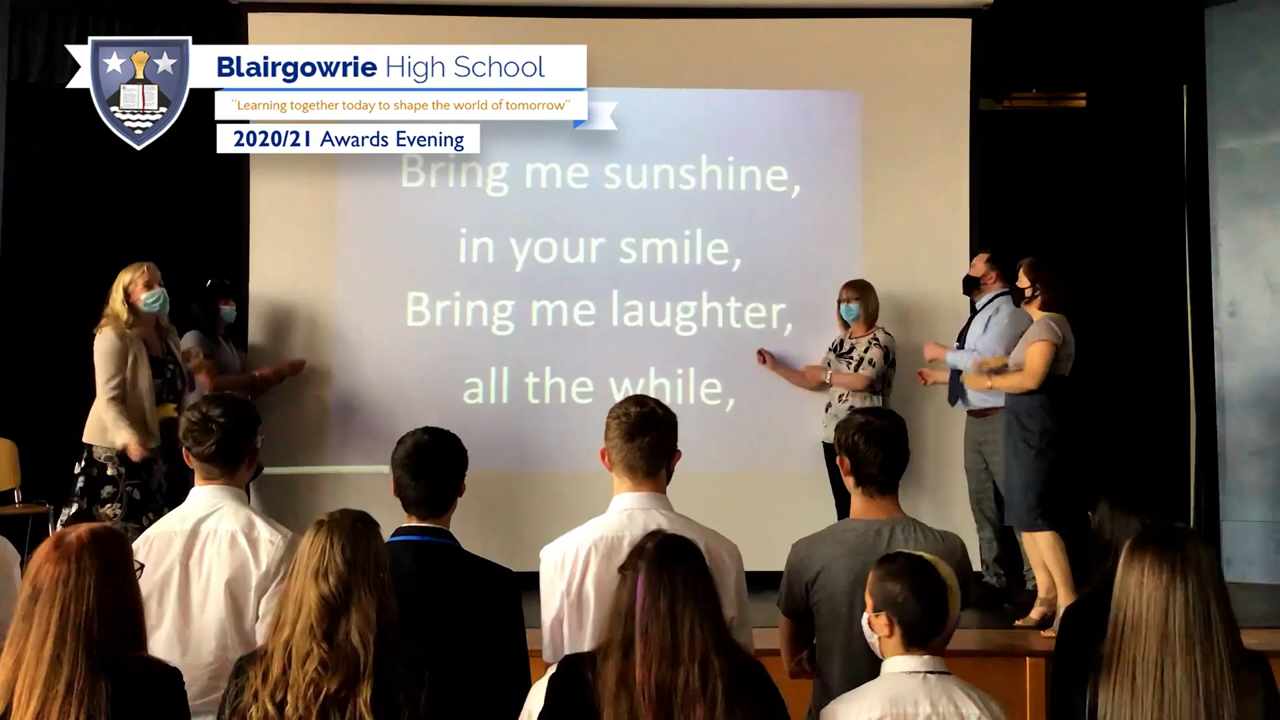 Blairgowrie High School
"Learning together today to shape the world of tomorrow"
2020/21 Awards Evening
Bring me sunshine,
in your smile,
Bring me laughter,
all the while,